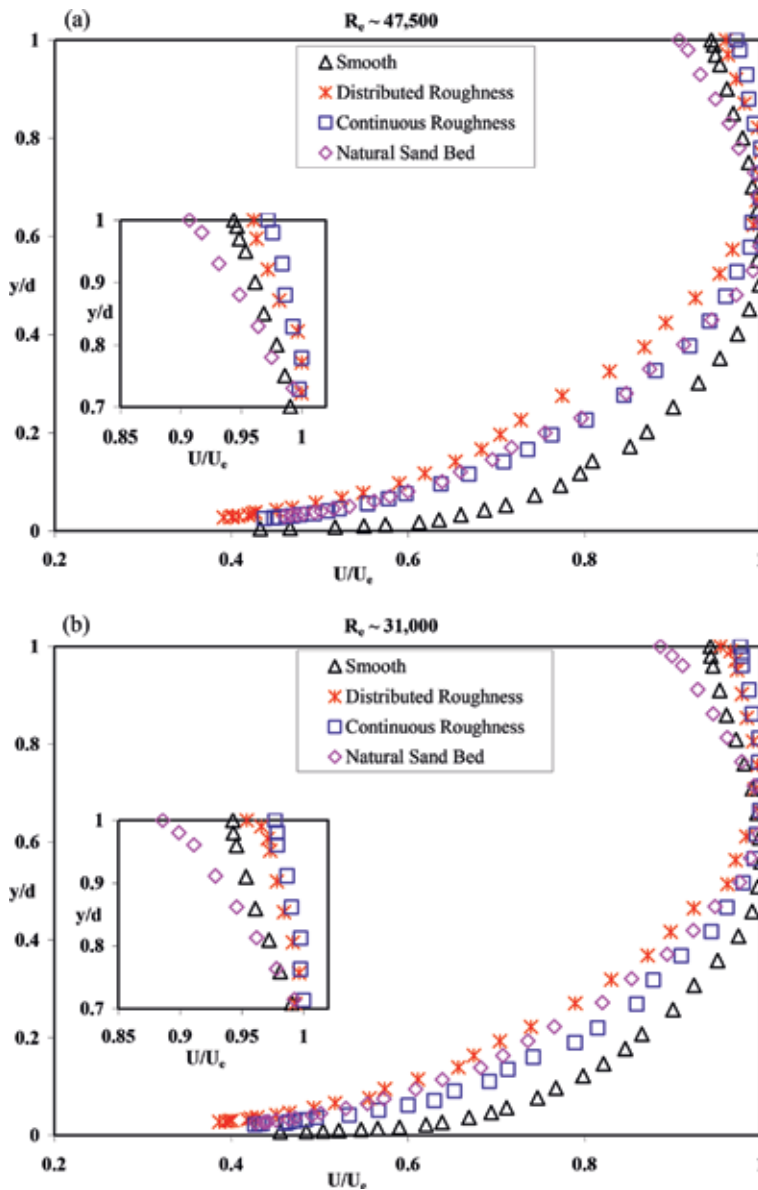 (a)
Rₑ ~ 47,500
Smooth
Distributed Roughness
Continuous Roughness
Natural Sand Bed
1
0.8
0.6
y/d
0.4
0.2
0
0.2
0.4
0.6
0.8
1
U/Uₑ
1
0.9
y/d
0.8
0.7
0.85
0.9
0.95
1
U/Uₑ
(b)
Rₑ ~ 31,000
Smooth
Distributed Roughness
Continuous Roughness
Natural Sand Bed
1
0.8
0.6
y/d
0.4
0.2
0
0.2
0.4
0.6
0.8
1
U/Uₑ
1
0.9
y/d
0.8
0.7
0.85
0.9
0.95
1
U/Uₑ